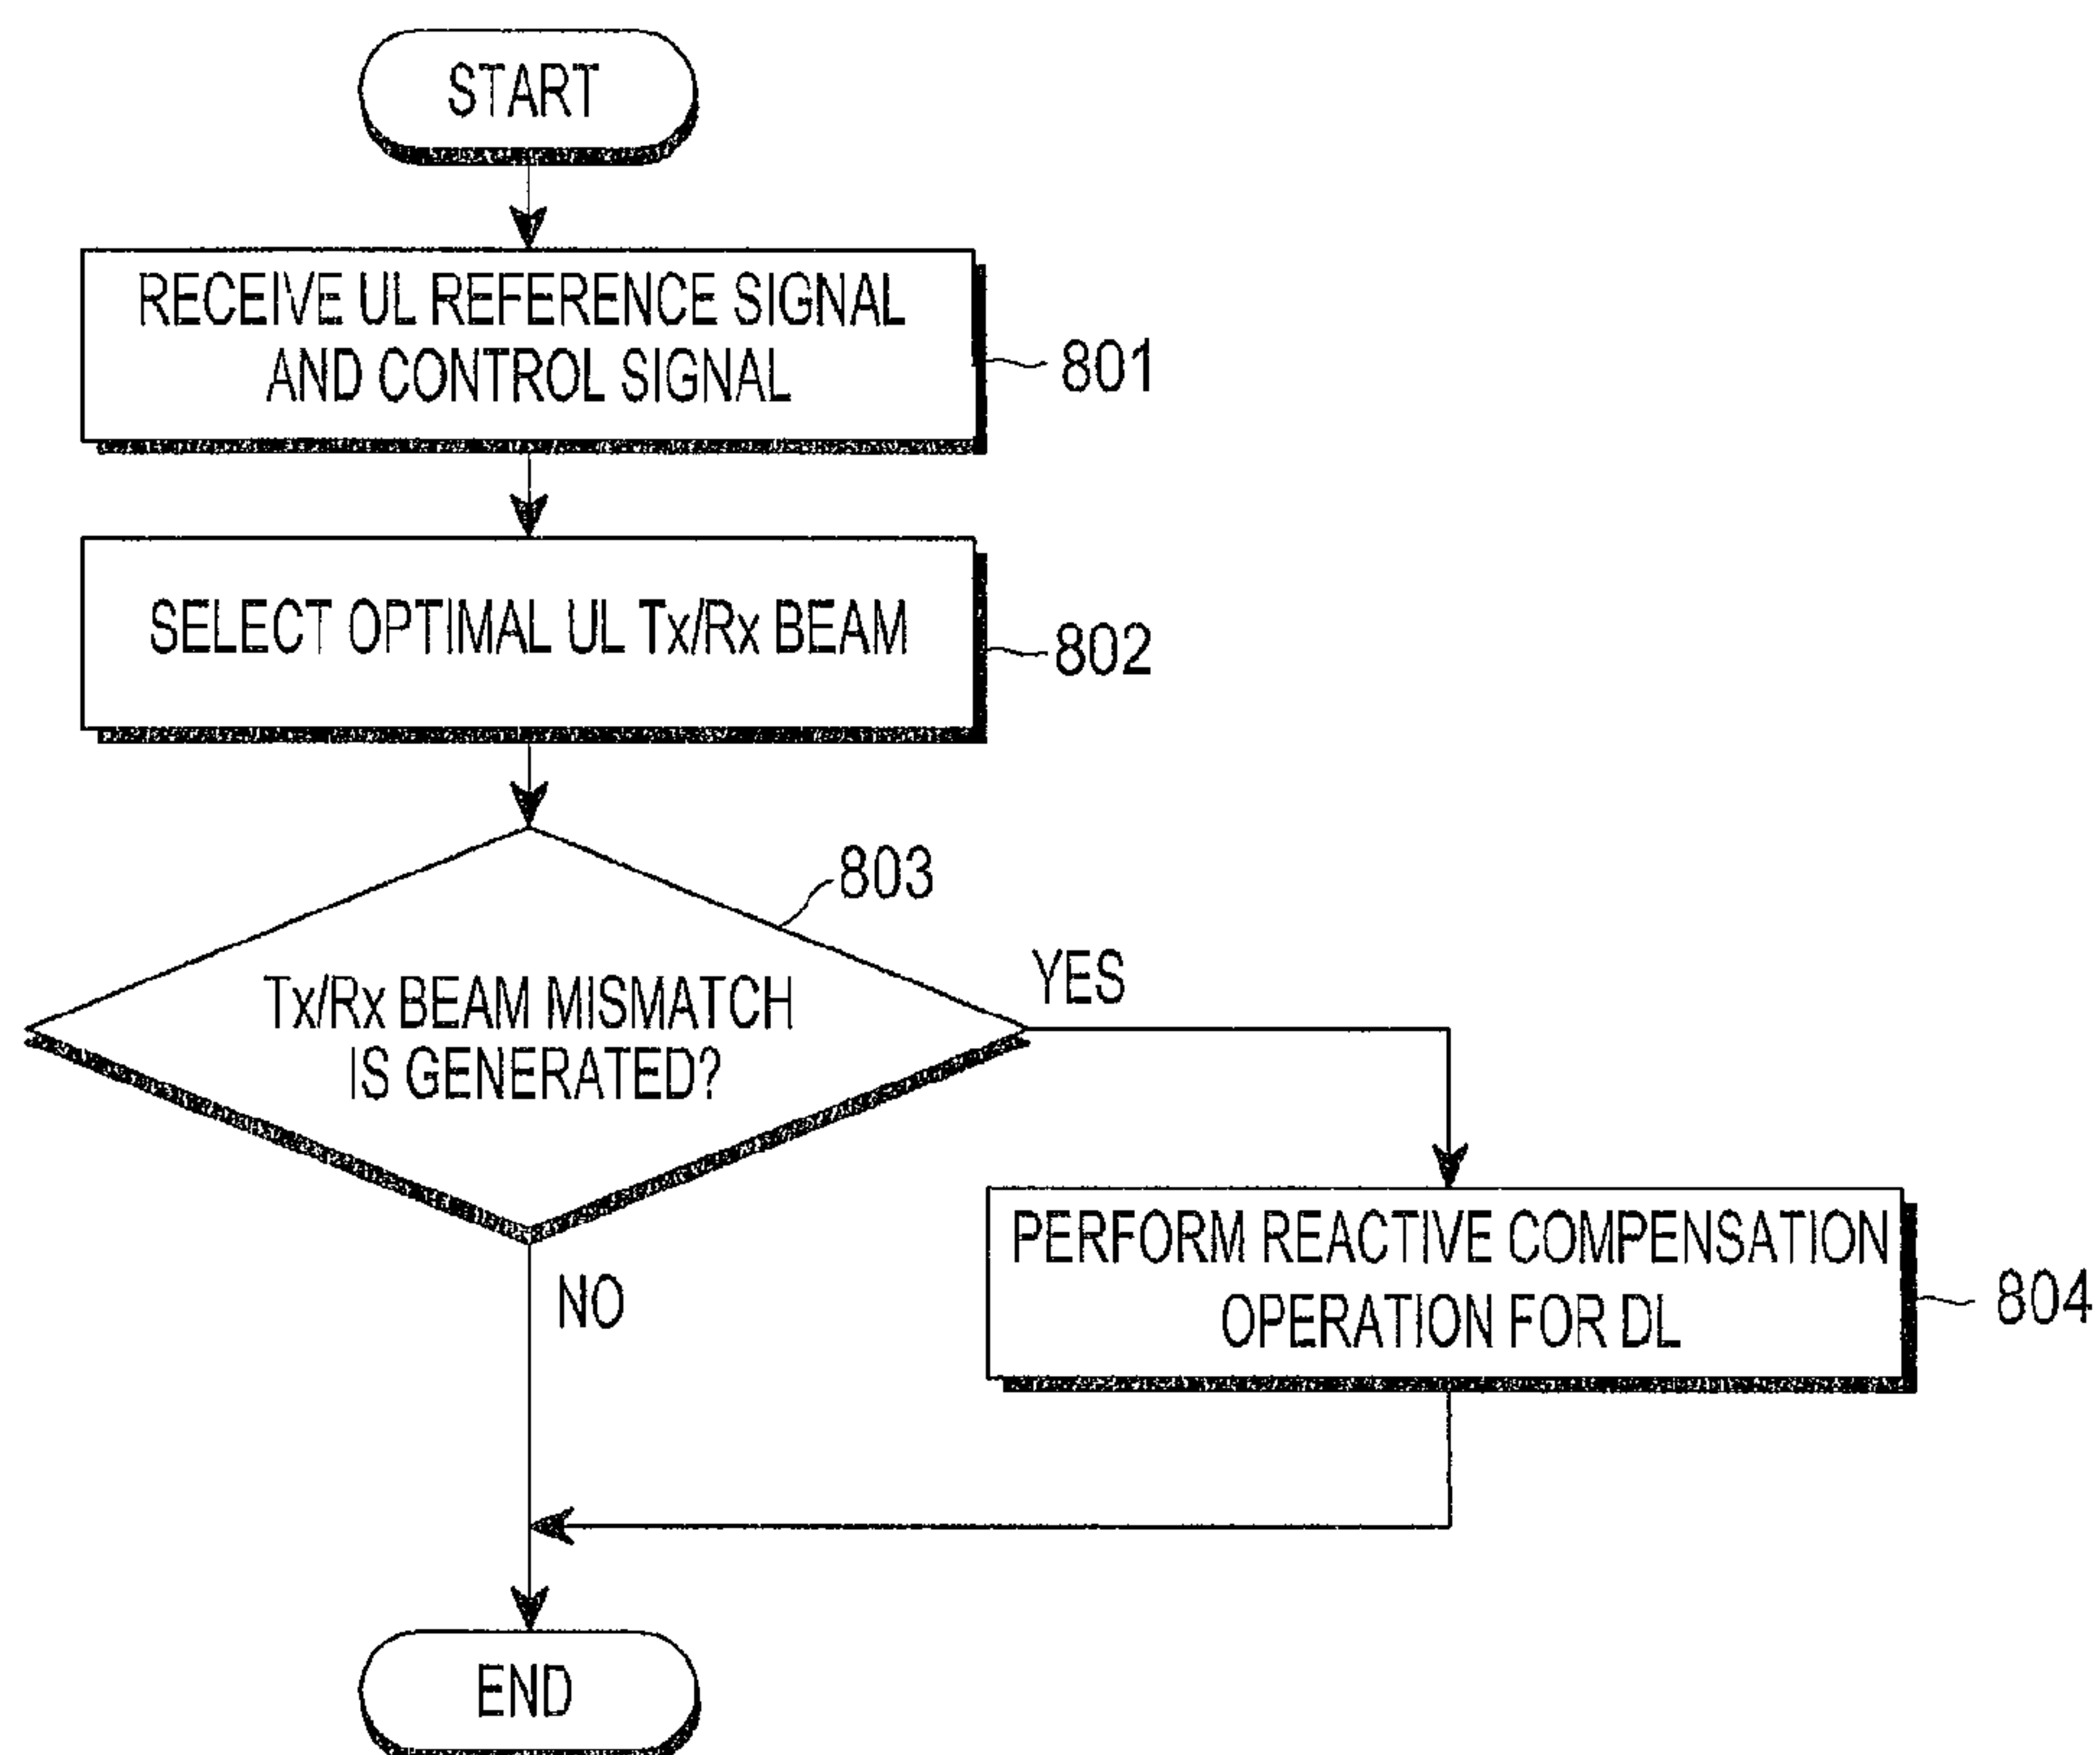 START
RECEIVE UL REFERENCE SIGNAL
AND CONTROL SIGNAL
801
SELECT OPTIMAL UL Tx/Rx BEAM
802
803
Tx/Rx BEAM MISMATCH
IS GENERATED?
YES
NO
PERFORM REACTIVE COMPENSATION
OPERATION FOR DL
804
END